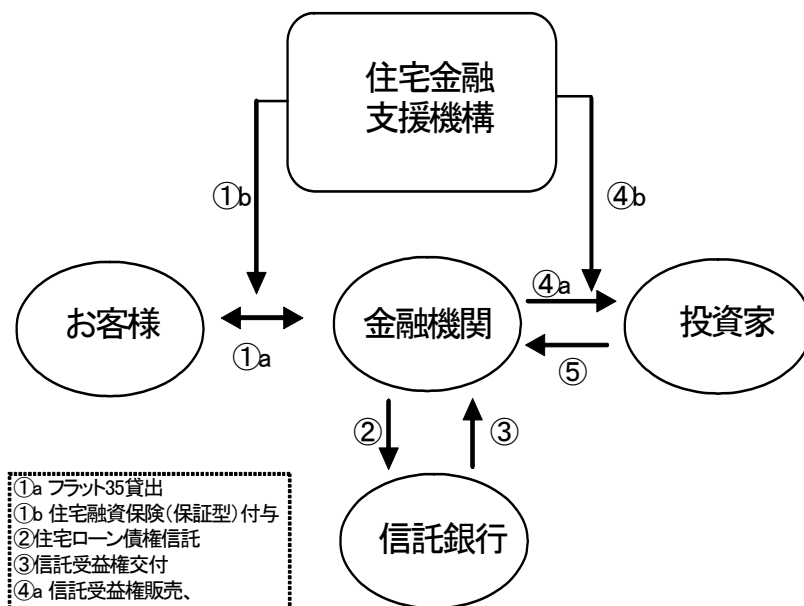 住宅金融
支援機構
①b
④b
お客様
金融機関
④a
投資家
①a
⑤
②
③
信託銀行
①a フラット35貸出
①b 住宅融資保険(保証型)付与
②住宅ローン債権信託
③信託受益権交付
④a 信託受益権販売、